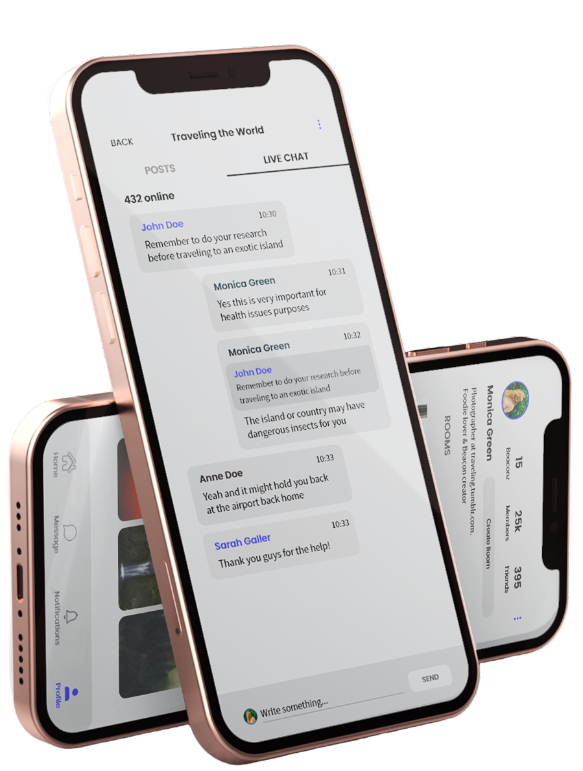 BACK
Traveling the World
POSTS
LIVE CHAT
432 online
John Doe
10:30
Remember to do your research
before traveling to an exotic island
Monica Green
10:31
Yes this is very important for
health issues purposes
Monica Green
10:32
John Doe
Remember to do your research before
traveling to an exotic island
The island or country may have
dangerous insects for you
Anne Doe
10:33
Yeah and it might hold you back
at the airport back home
Sarah Galler
10:33
Thank you guys for the help!
Write something...
SEND
15
Beaconz
25k
Members
395
Friends
Monica Green
Create Room
Photographer at traveling.tumblr.com.
Foodie lover & Beacon creator
ROOMS
Home
Message
Notifications
Profile